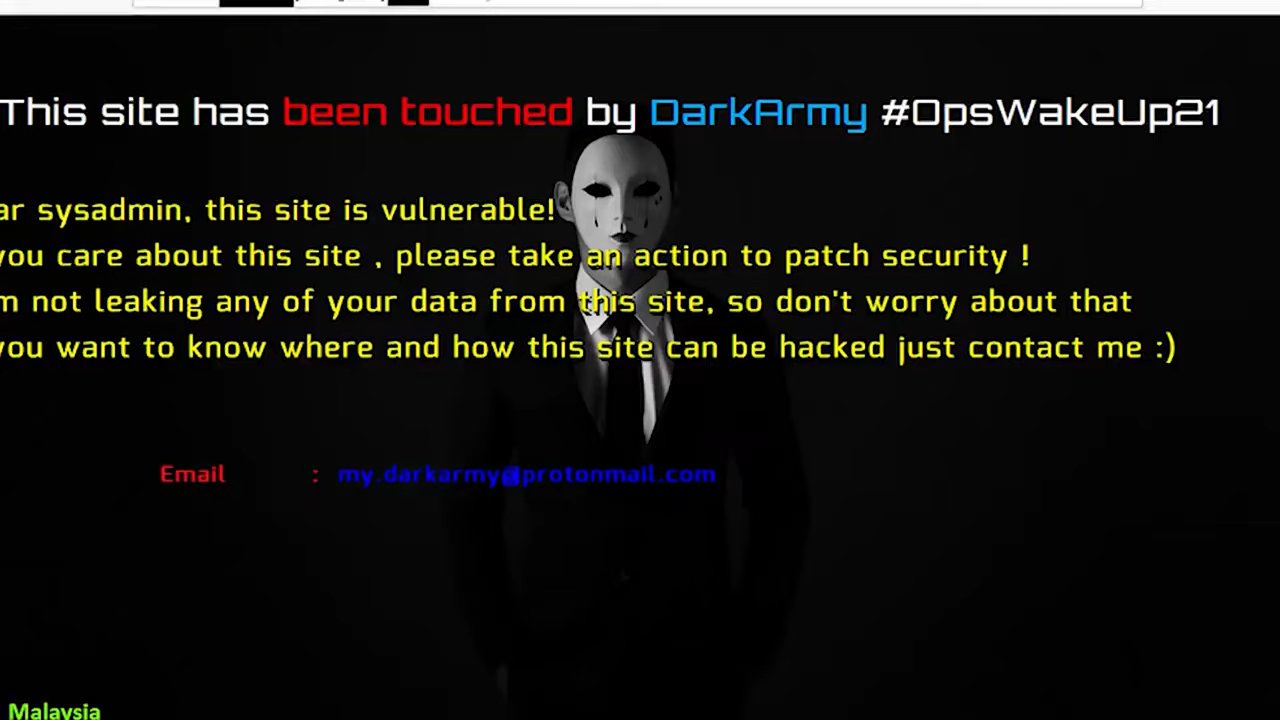 This site has been touched by DarkArmy #OpsWakeUp21
ar sysadmin, this site is vulnerable!
you care about this site , please take an action to patch security !
m not leaking any of your data from this site, so don't worry about that
you want to know where and how this site can be hacked just contact me :)
Email : my.darkarmy@protonmail.com
Malaysia